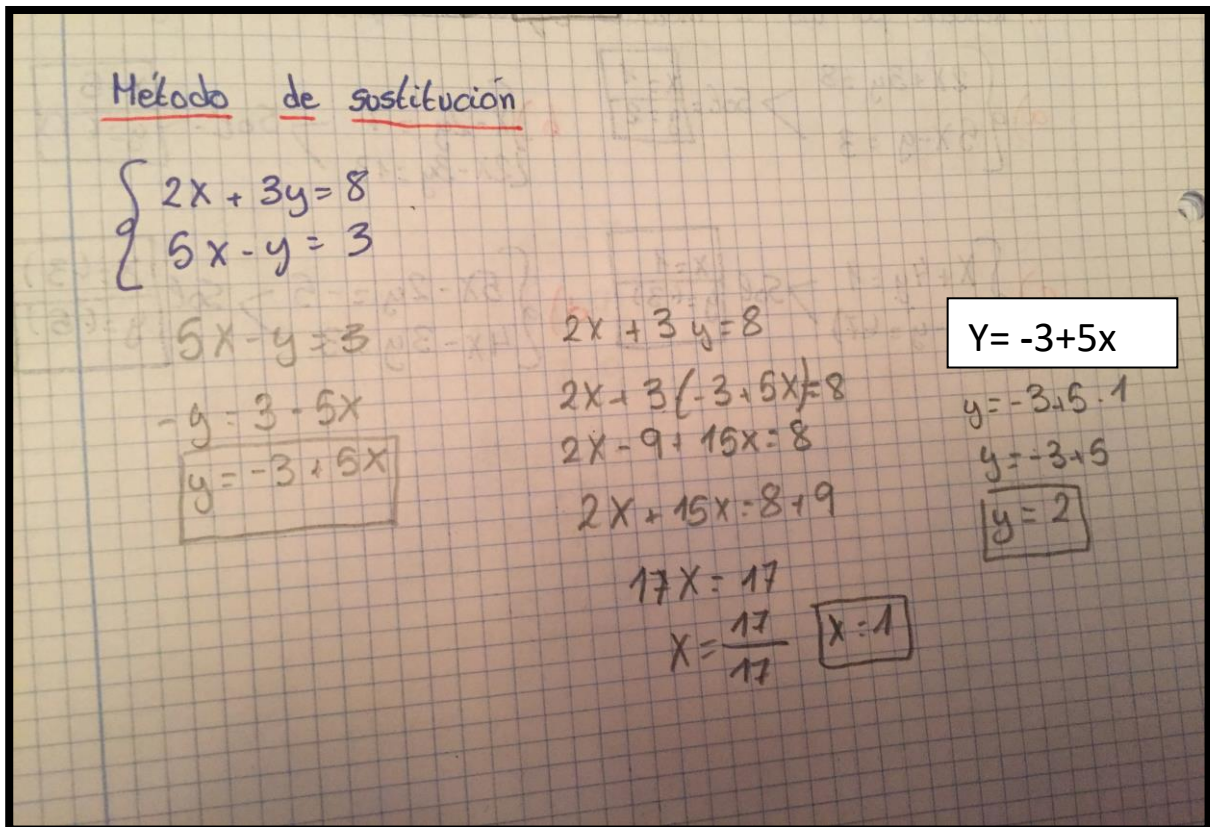 Método de sustitución
2x + 3y = 8
5x - y = 3
5x - y = 3
- y = 3 - 5x
y = -3 + 5x
2x + 3y = 8
2x + 3(-3 + 5x) = 8
2x - 9 + 15x = 8
2x + 15x = 8 + 9
17x = 17
x = 17/17 x = 1
Y= -3+5x
y = -3 + 5 · 1
y = -3 + 5
y = 2